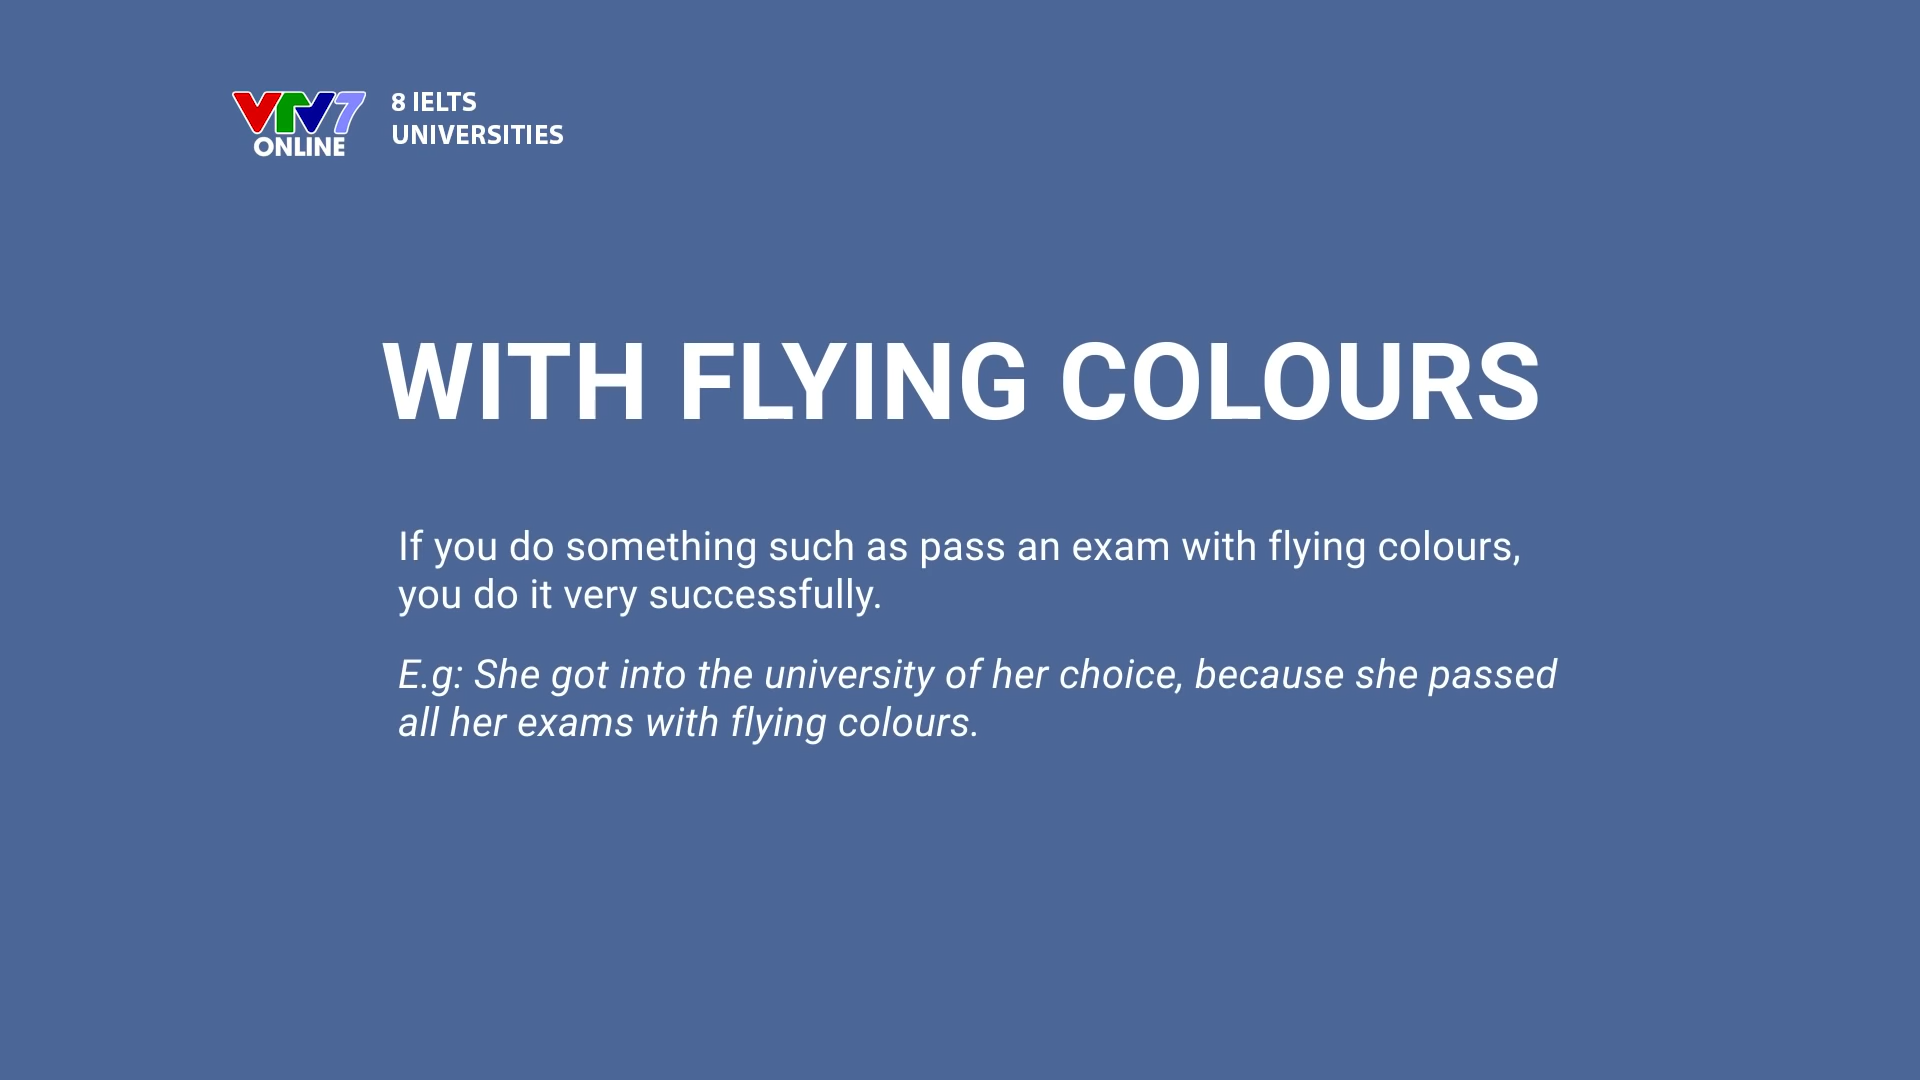 VTV7
ONLINE
8 IELTS
UNIVERSITIES
WITH FLYING COLOURS
If you do something such as pass an exam with flying colours,
you do it very successfully.
E.g: She got into the university of her choice, because she passed
all her exams with flying colours.